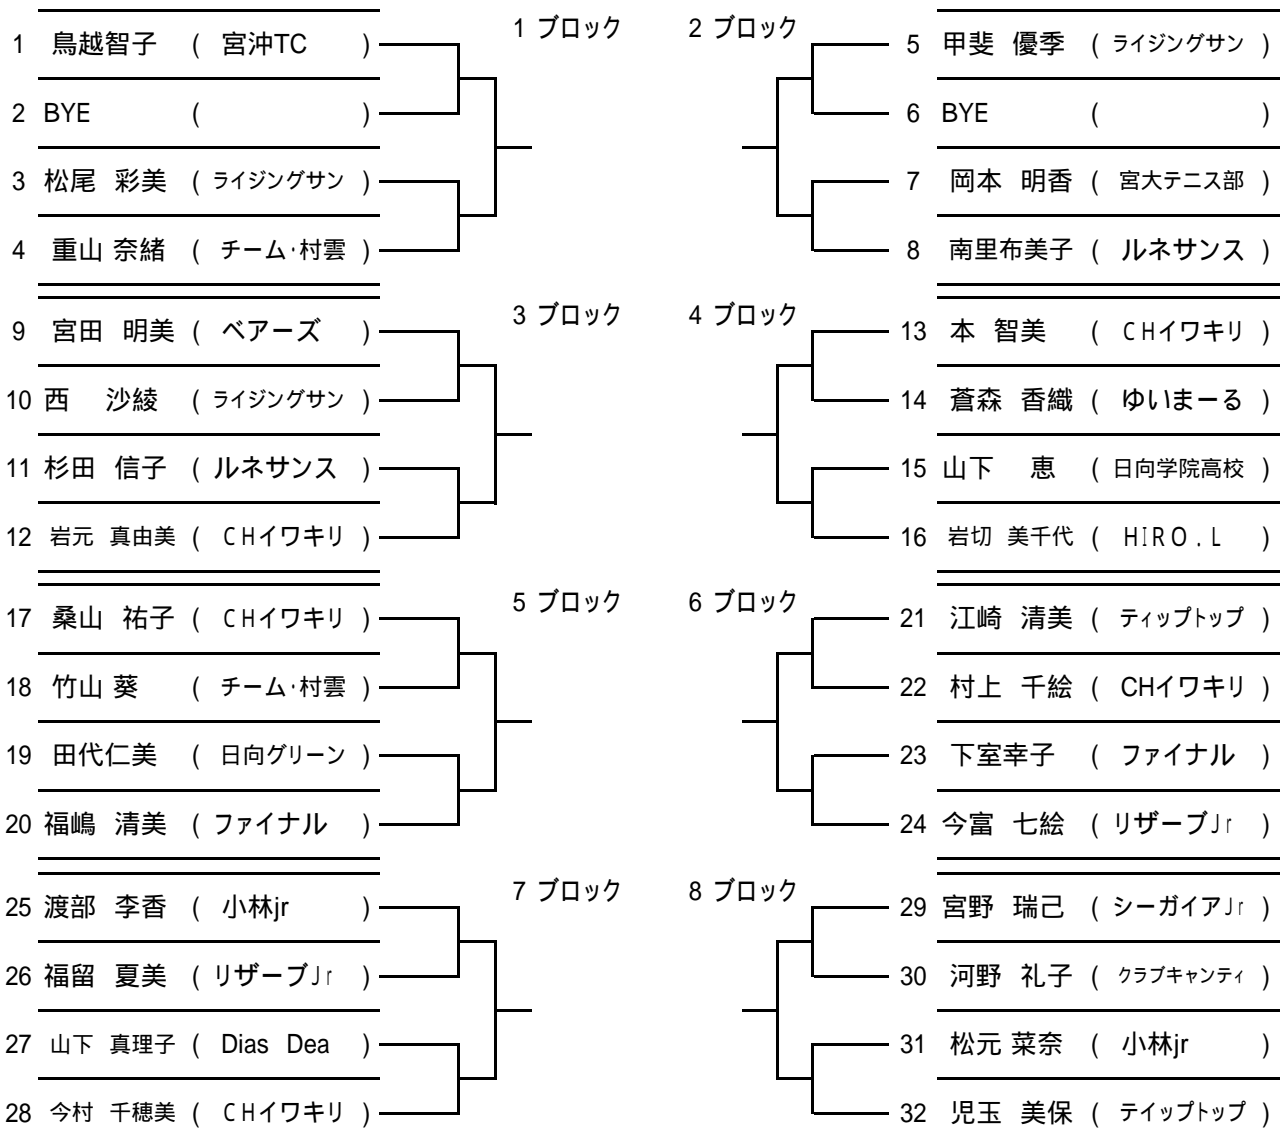 1 ブロック
1 鳥越智子 ( 宮沖TC )
2 BYE ( )
3 松尾 彩美 ( ライジングサン )
4 重山 奈緒 ( チーム・村雲 )
2 ブロック
5 甲斐 優季 ( ライジングサン )
6 BYE ( )
7 岡本 明香 ( 宮大テニス部 )
8 南里布美子 ( ルネサンス )
3 ブロック
9 宮田 明美 ( ベアーズ )
10 西 沙綾 ( ライジングサン )
11 杉田 信子 ( ルネサンス )
12 岩元 真由美 ( CHイワキリ )
4 ブロック
13 本 智美 ( CHイワキリ )
14 蒼森 香織 ( ゆいまーる )
15 山下 恵 ( 日向学院高校 )
16 岩切 美千代 ( HIRO.L )
5 ブロック
17 桑山 祐子 ( CHイワキリ )
18 竹山 葵 ( チーム・村雲 )
19 田代仁美 ( 日向グリーン )
20 福嶋 清美 ( ファイナル )
6 ブロック
21 江崎 清美 ( ティップトップ )
22 村上 千絵 ( CHイワキリ )
23 下室幸子 ( ファイナル )
24 今富 七絵 ( リザーブJr )
7 ブロック
25 渡部 李香 ( 小林jr )
26 福留 夏美 ( リザーブJr )
27 山下 真理子 ( Dias Dea )
28 今村 千穂美 ( CHイワキリ )
8 ブロック
29 宮野 瑞己 ( シーガイアJr )
30 河野 礼子 ( クラブキャンティ )
31 松元 菜奈 ( 小林jr )
32 児玉 美保 ( テイップトップ )